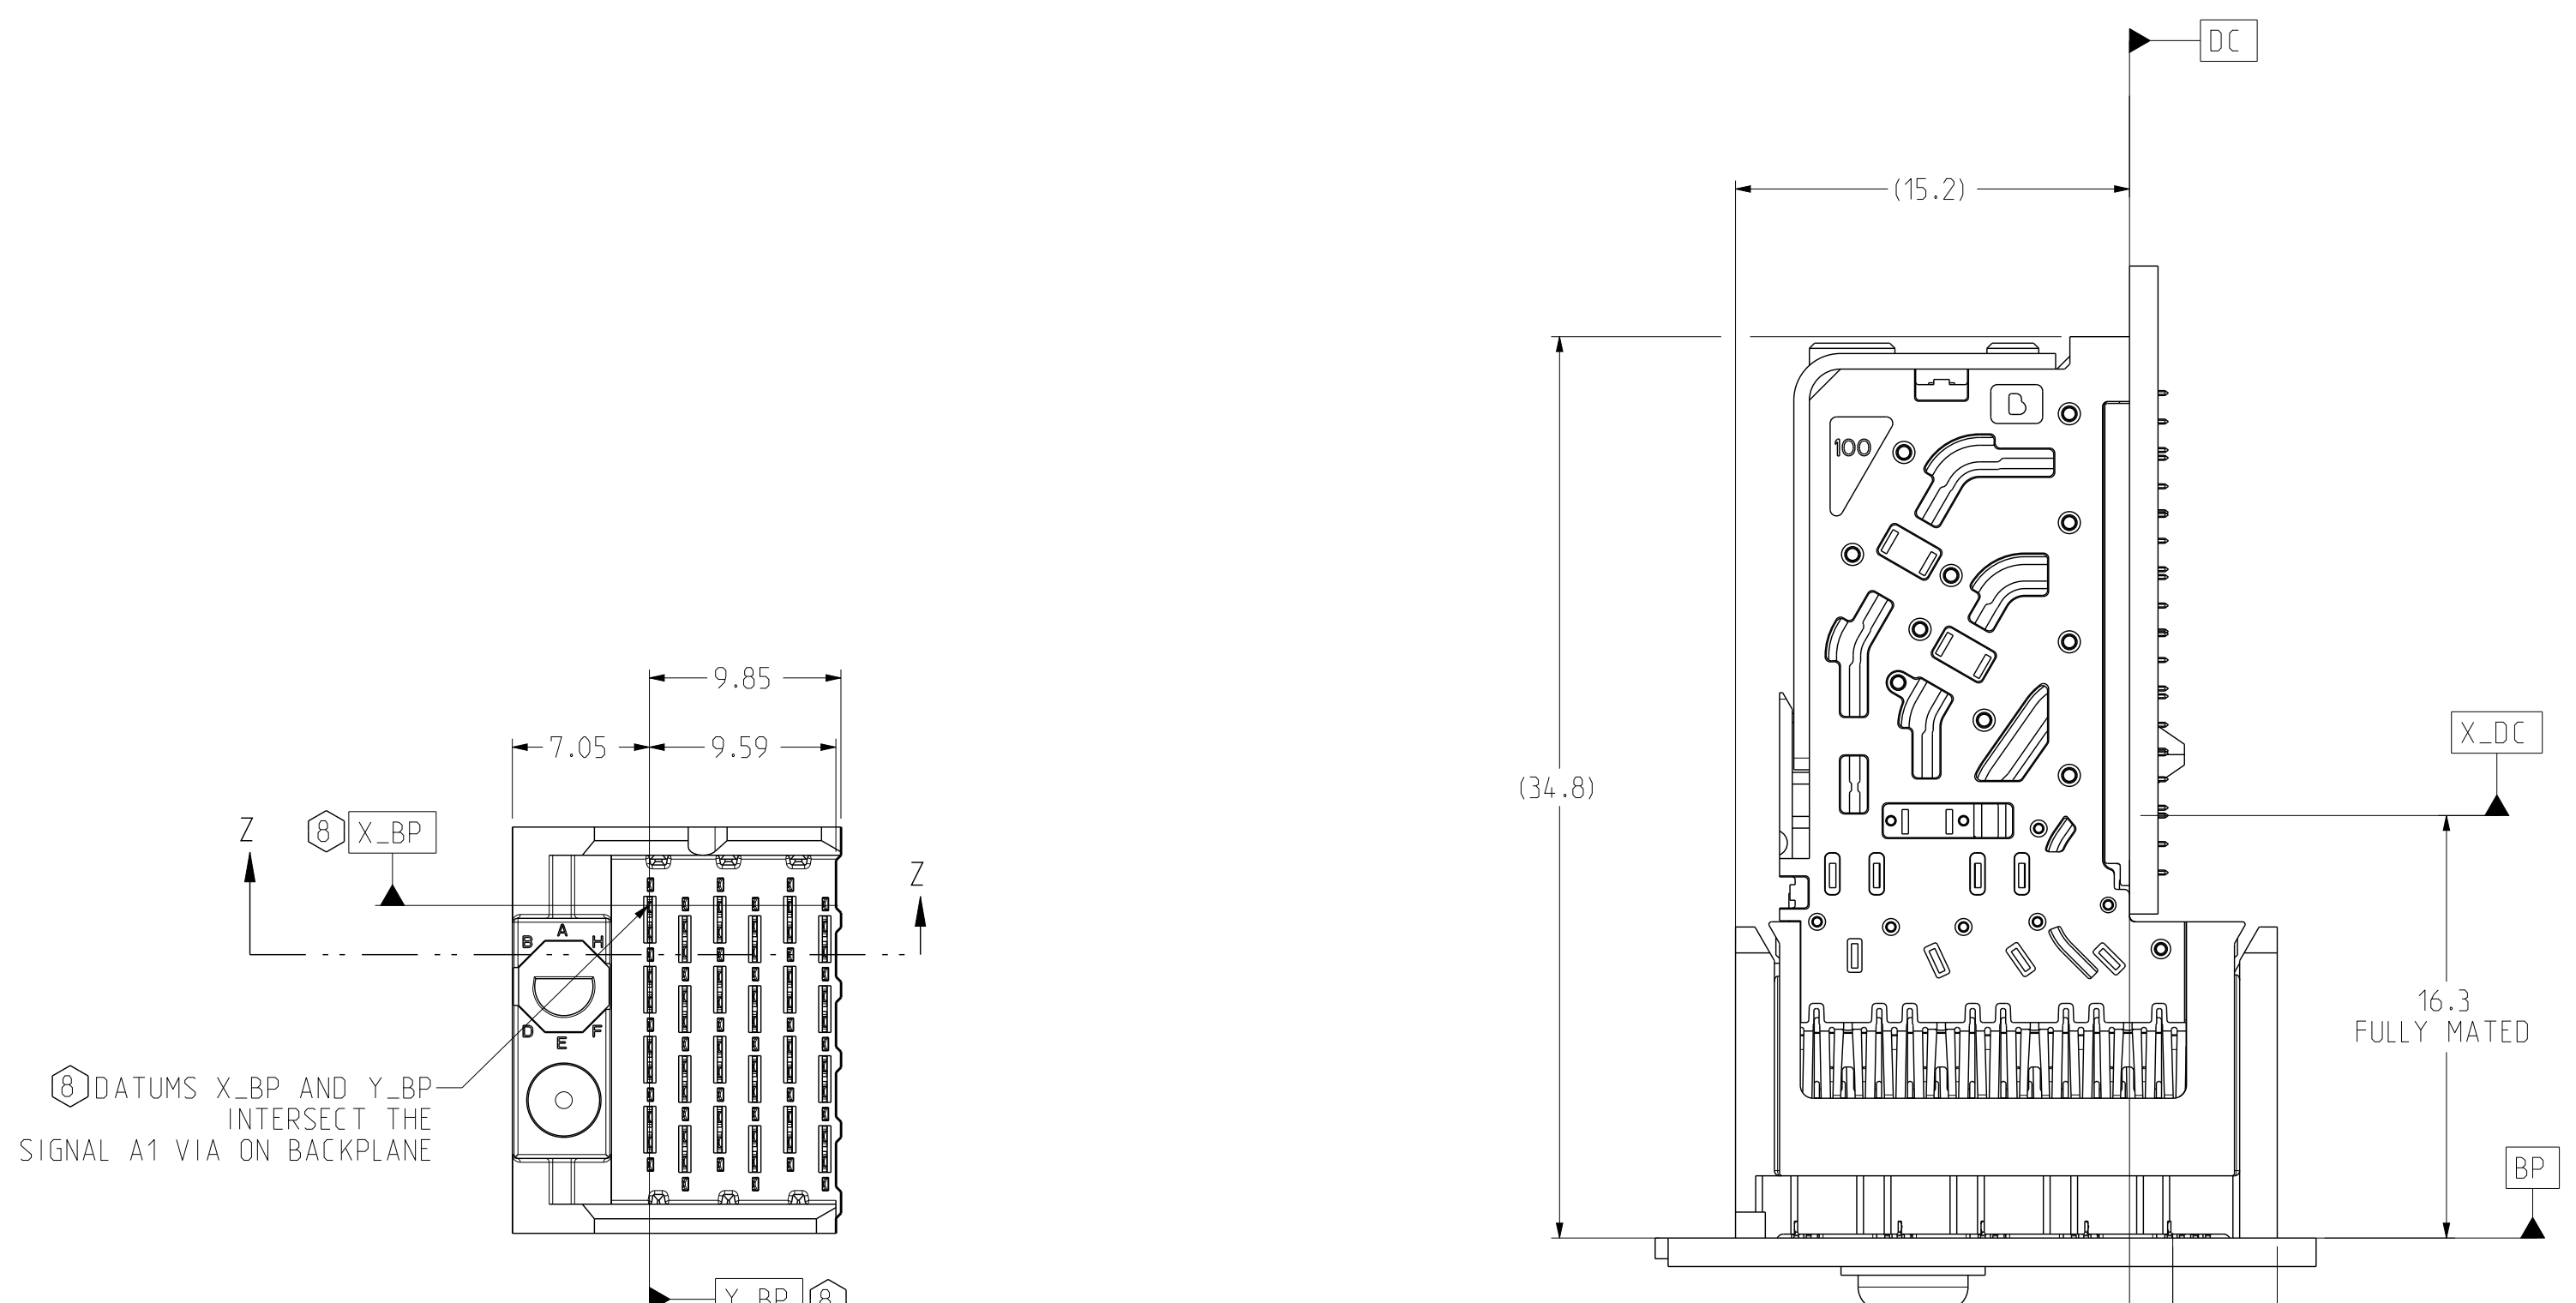 DC
(15.2)
B
100
9.85
7.05
9.59
X_DC
(34.8)
8 X_BP
Z
Z
A
B
H
D
F
E
16.3
FULLY MATED
8 DATUMS X_BP AND Y_BP
INTERSECT THE
SIGNAL A1 VIA ON BACKPLANE
BP
Y_BP 8